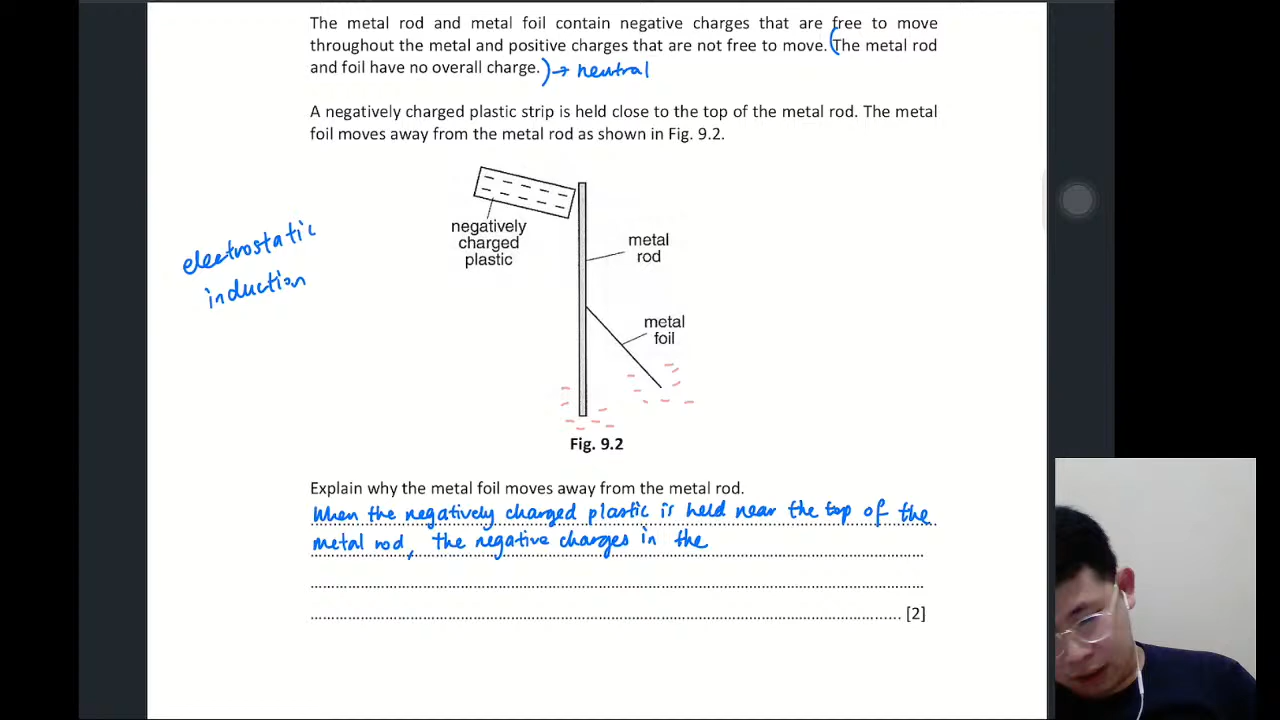 The metal rod and metal foil contain negative charges that are free to move
throughout the metal and positive charges that are not free to move. (The metal rod
and foil have no overall charge.) → neutral
A negatively charged plastic strip is held close to the top of the metal rod. The metal
foil moves away from the metal rod as shown in Fig. 9.2.
negatively
charged
plastic
metal
rod
electrostatic
induction
metal
foil
Fig. 9.2
Explain why the metal foil moves away from the metal rod.
When the negatively charged plastic is held near the top of the
metal rod, the negative charges in the
[2]